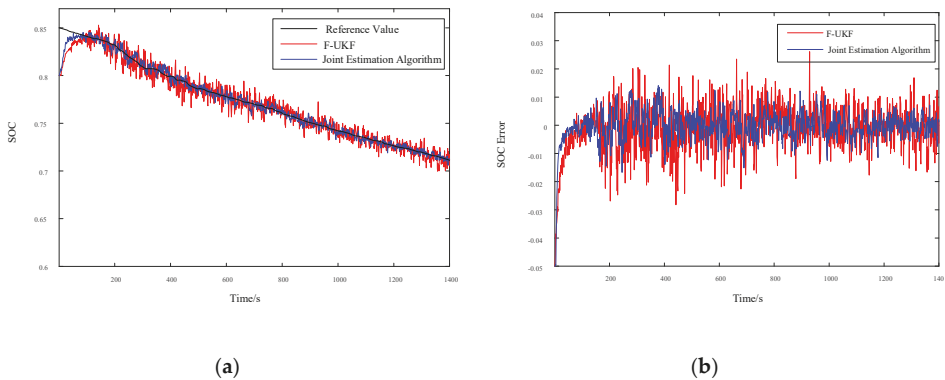 0.85
0.8
0.75
0.7
0.65
0.6
SOC
200
400
600
800
1000
1200
1400
Time/s
Reference Value
F-UKF
Joint Estimation Algorithm
(a)
0.04
0.03
0.02
0.01
0
-0.01
-0.02
-0.03
-0.04
-0.05
SOC Error
200
400
600
800
1000
1200
1400
Time/s
F-UKF
Joint Estimation Algorithm
(b)